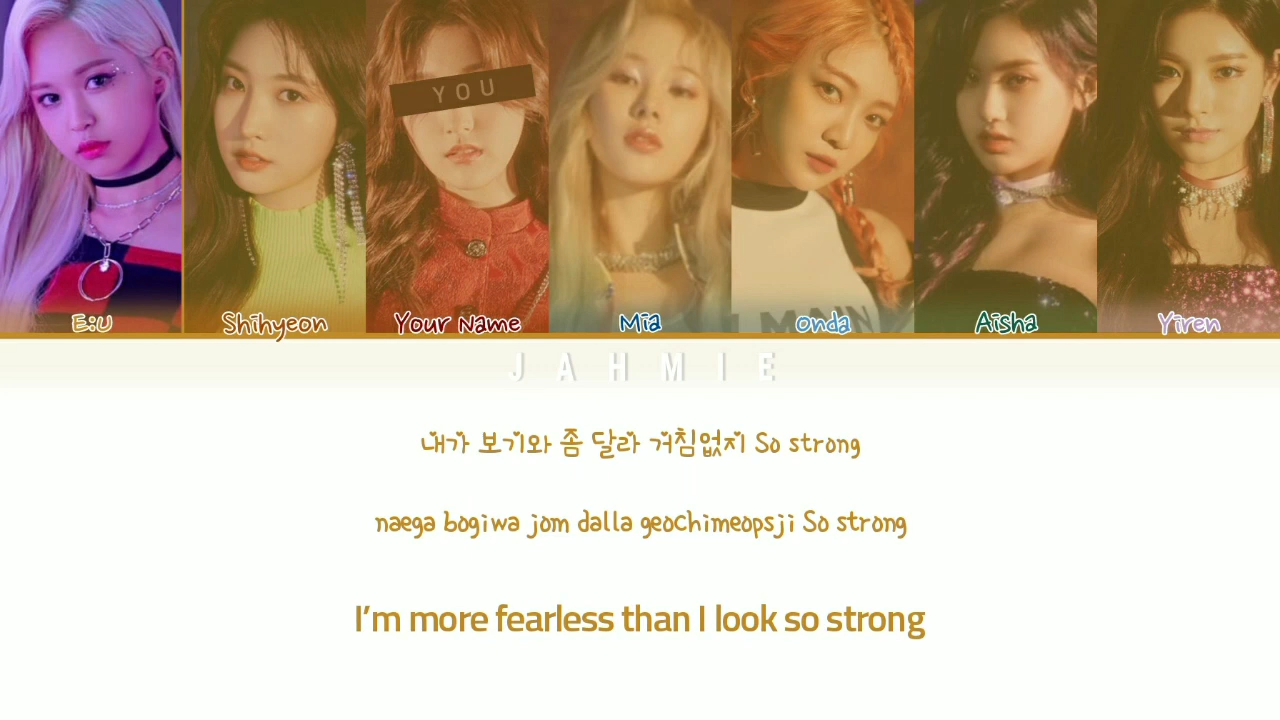 YOU
E:U
Shihyeon
Your Name
Mia
Onda
Aisha
Yiren
JAHMIE
내가 보기와 좀 달라 거침없지 So strong
naega bogiwa jom dalla geochimeopsji So strong
I'm more fearless than I look so strong